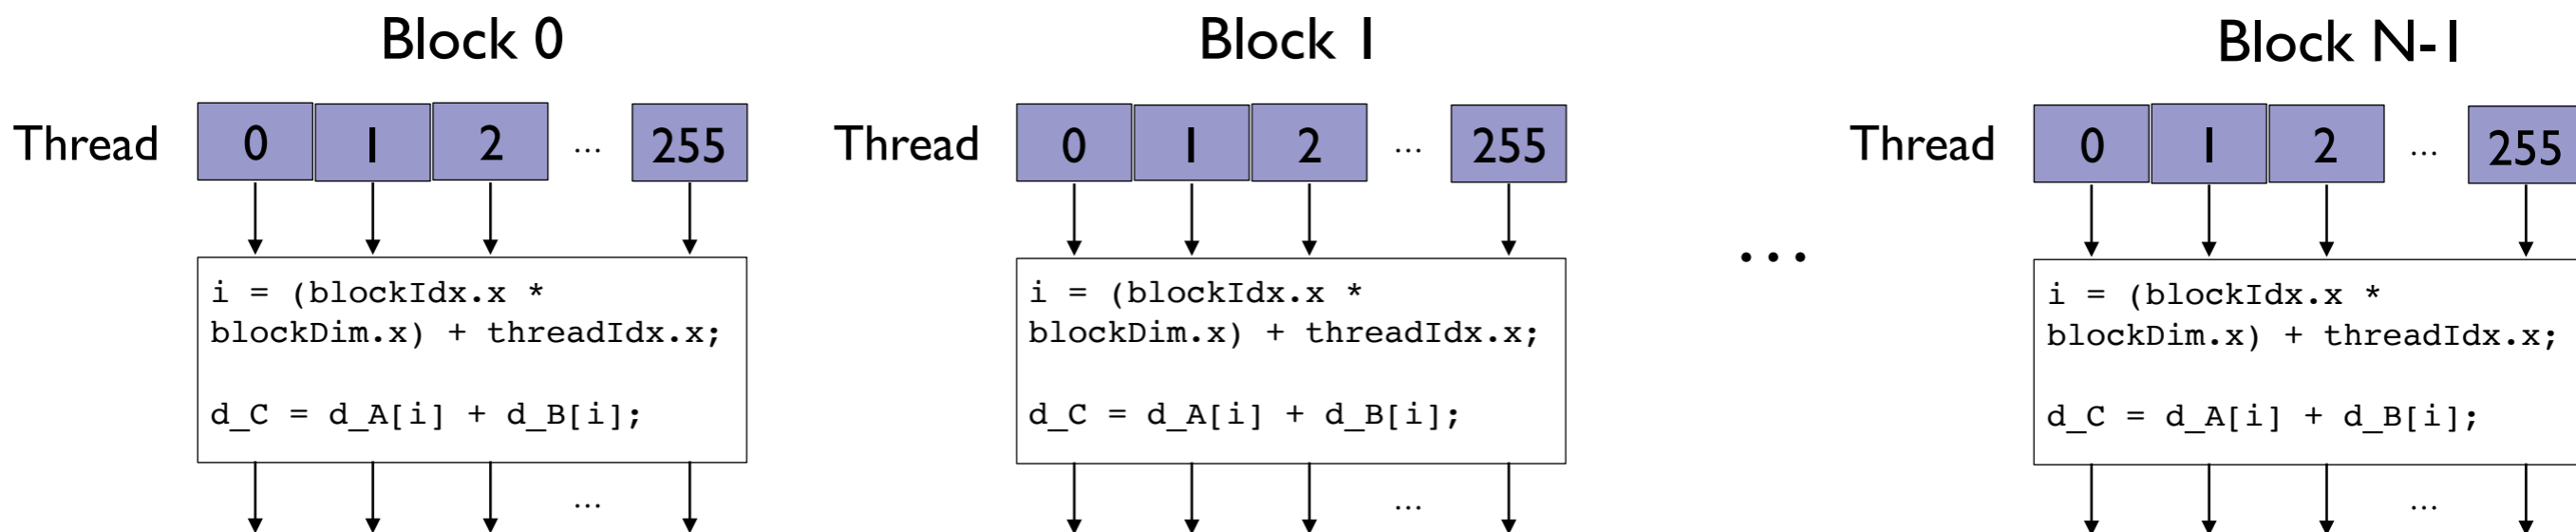 Block 0
Thread 0 1 2 ... 255
i = (blockIdx.x *
blockDim.x) + threadIdx.x;
d_C = d_A[i] + d_B[i];
...
Block 1
Thread 0 1 2 ... 255
i = (blockIdx.x *
blockDim.x) + threadIdx.x;
d_C = d_A[i] + d_B[i];
...
...
Block N-1
Thread 0 1 2 ... 255
i = (blockIdx.x *
blockDim.x) + threadIdx.x;
d_C = d_A[i] + d_B[i];
...